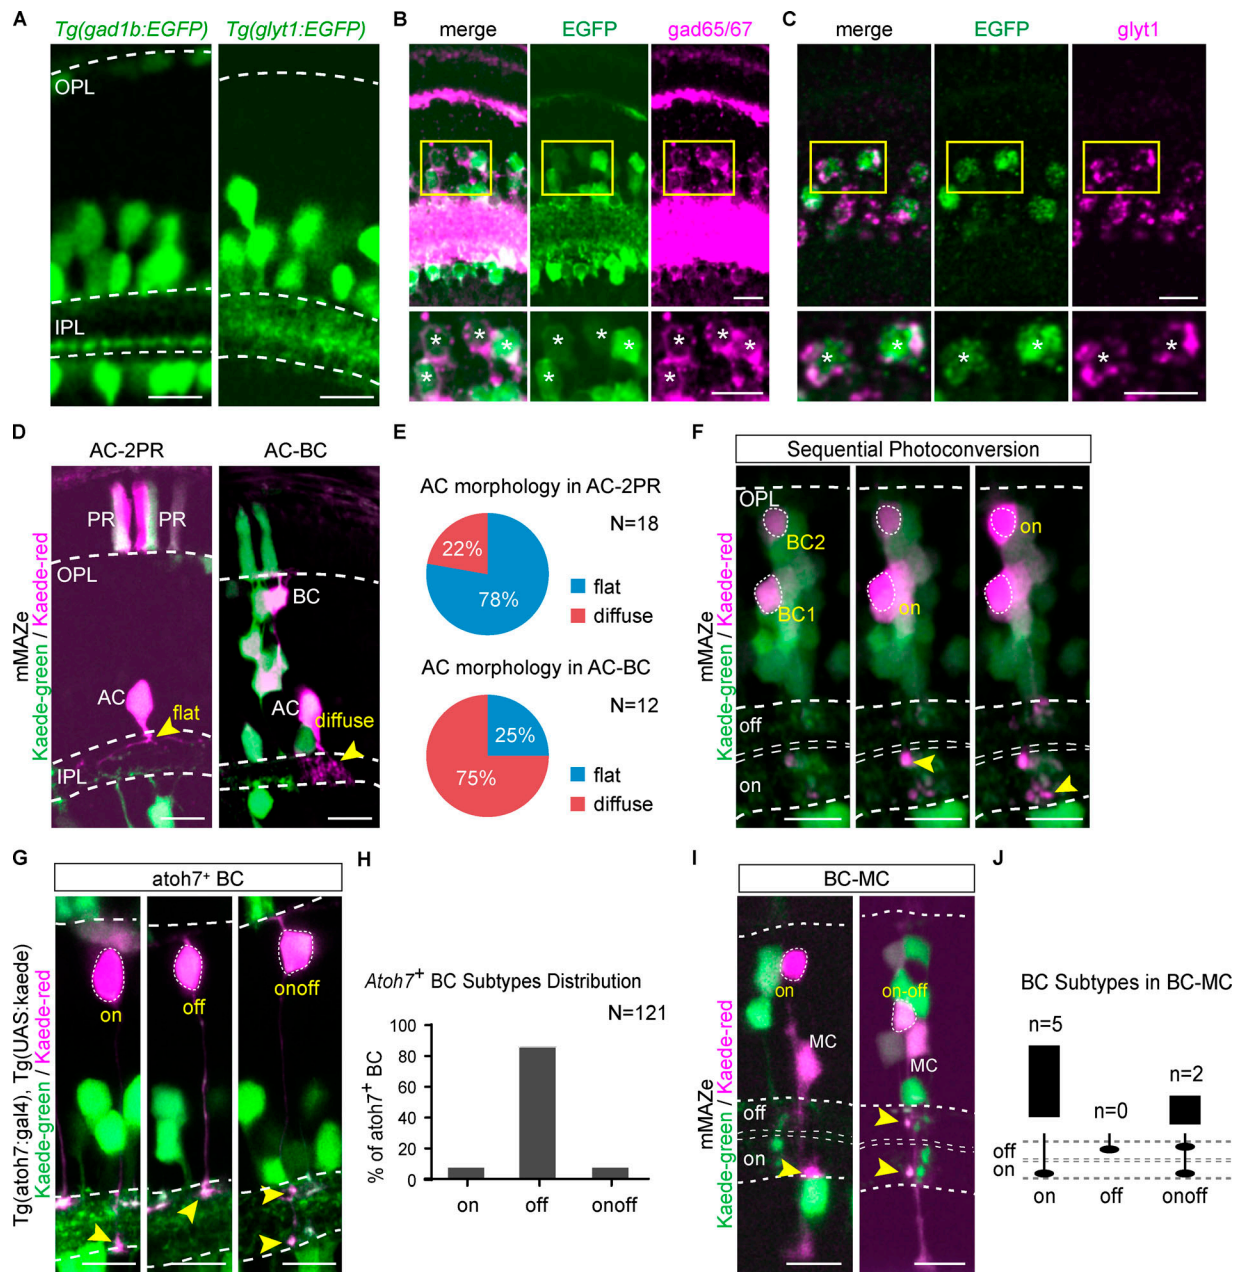 A
Tg(gad1b:EGFP)
Tg(glyt1:EGFP)
OPL
IPL
B
merge
EGFP
gad65/67
*
*
*
*
*
*
*
*
*
*
*
*
C
merge
EGFP
glyt1
*
*
*
*
*
*
D
AC-2PR
AC-BC
mMAZe
Kaede-green / Kaede-red
PR
PR
OPL
BC
AC
flat
AC
diffuse
IPL
E
AC morphology in AC-2PR
N=18
22%
78%
flat
diffuse
AC morphology in AC-BC
N=12
25%
75%
flat
diffuse
F
Sequential Photoconversion
mMAZe
Kaede-green / Kaede-red
OPL
BC2
BC1
on
on
off
on
G
atoh7+ BC
Tg(atoh7:gal4), Tg(UAS:kaede)
Kaede-green / Kaede-red
on
off
onoff
H
Atoh7+ BC Subtypes Distribution
N=121
% of atoh7+ BC
100
80
60
40
20
0
on
off
onoff
I
BC-MC
mMAZe
Kaede-green / Kaede-red
on
on-off
MC
MC
off
on
J
BC Subtypes in BC-MC
n=5
n=0
n=2
off
on
on
off
onoff